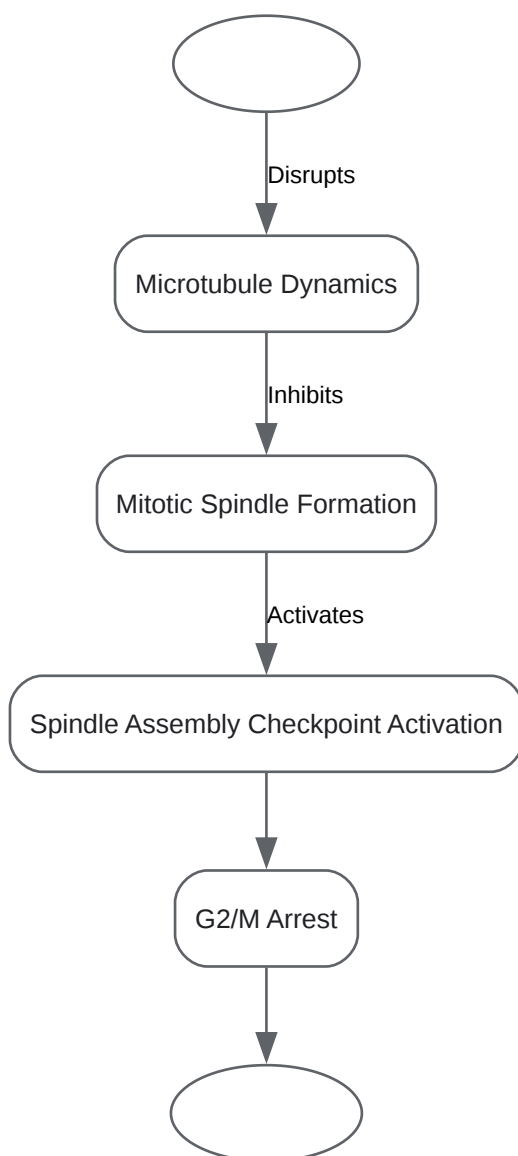 Disrupts
Microtubule Dynamics
Inhibits
Mitotic Spindle Formation
Activates
Spindle Assembly Checkpoint Activation
G2/M Arrest